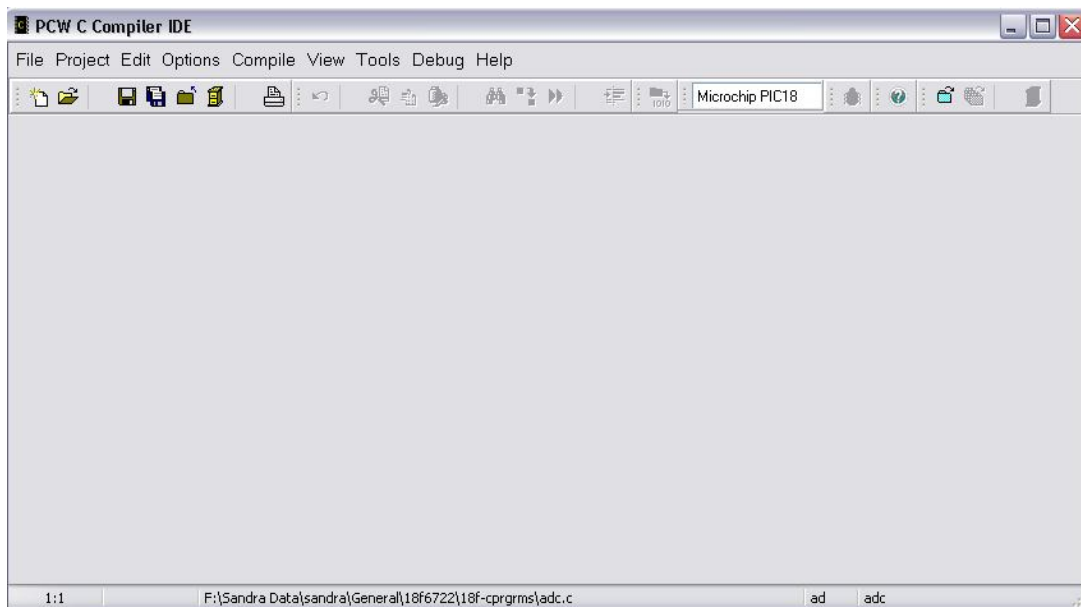 PCW C Compiler IDE
File Project Edit Options Compile View Tools Debug Help
Microchip PIC18
1:1 F:\Sandra Data\sandra\General\18f6722\18f-cprgrms\adc.c ad adc